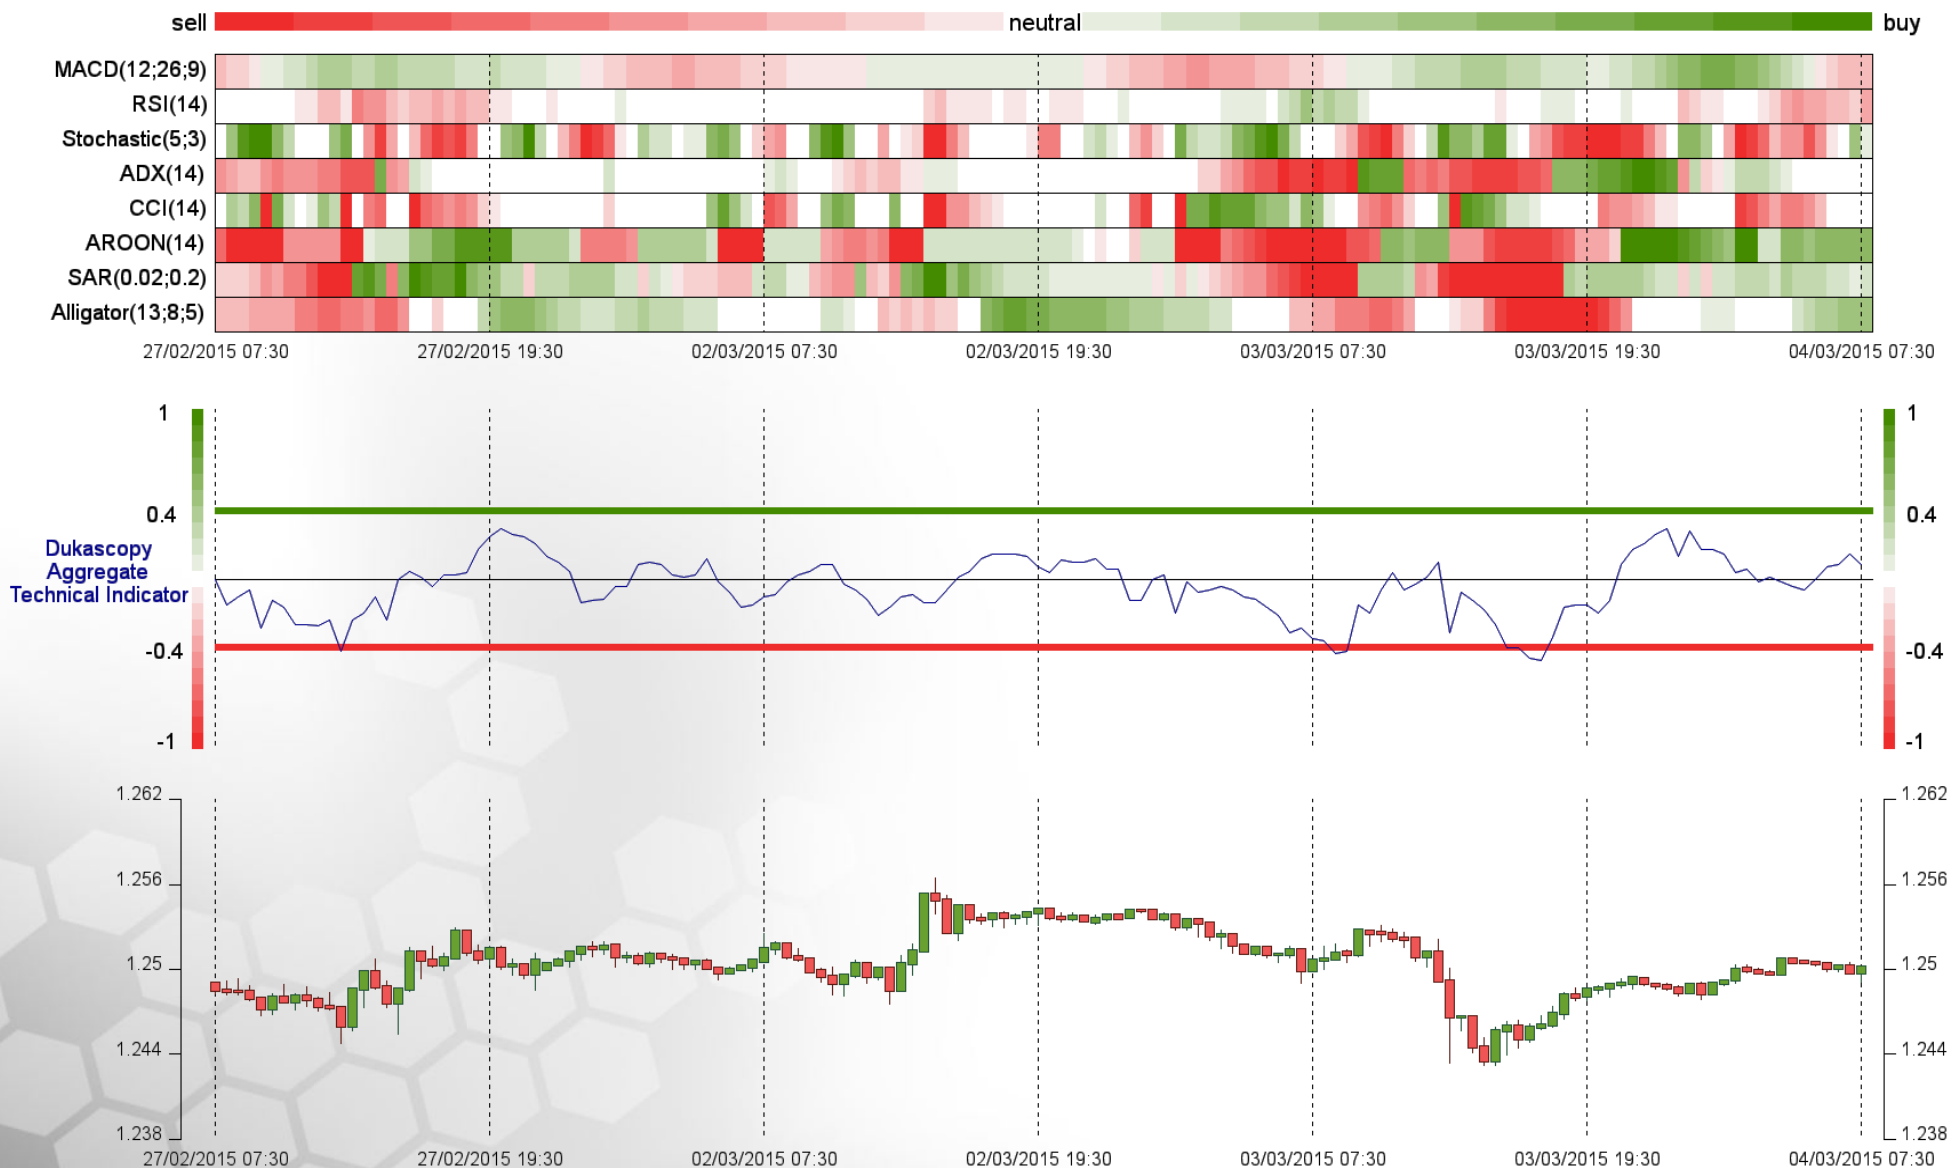 sell neutral buy
MACD(12;26;9)
RSI(14)
Stochastic(5;3)
ADX(14)
CCI(14)
AROON(14)
SAR(0.02;0.2)
Alligator(13;8;5)
27/02/2015 07:30 27/02/2015 19:30 02/03/2015 07:30 02/03/2015 19:30 03/03/2015 07:30 03/03/2015 19:30 04/03/2015 07:30
1 1
0.4 0.4
Dukascopy
Aggregate
Technical Indicator
-0.4 -0.4
-1 -1
1.262 1.262
1.256 1.256
1.25 1.25
1.244 1.244
1.238 1.238
27/02/2015 07:30 27/02/2015 19:30 02/03/2015 07:30 02/03/2015 19:30 03/03/2015 07:30 03/03/2015 19:30 04/03/2015 07:30